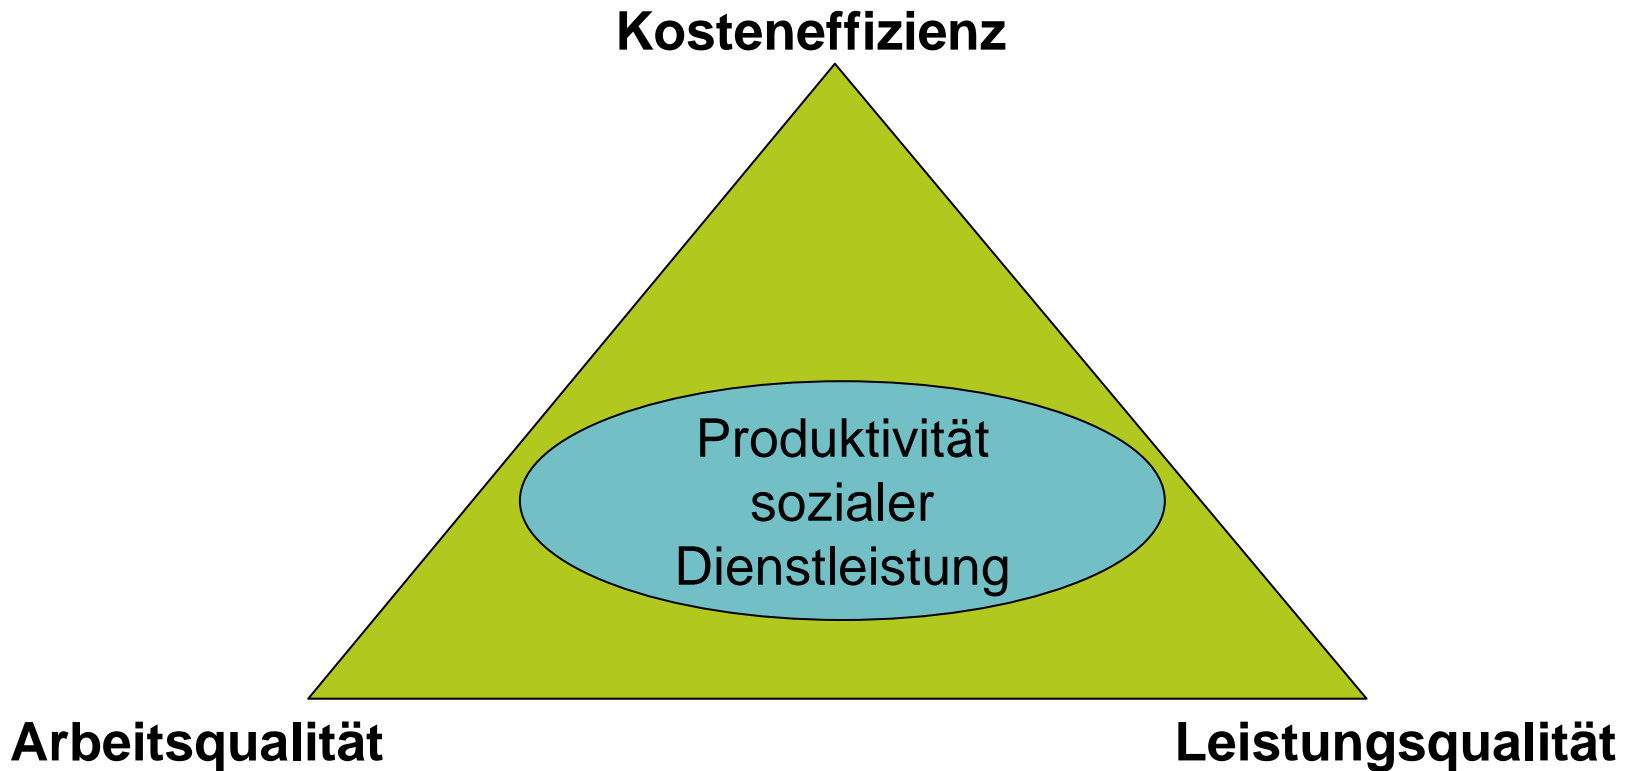 Kosteneffizienz
Produktivität
sozialer
Dienstleistung
Arbeitsqualität
Leistungsqualität